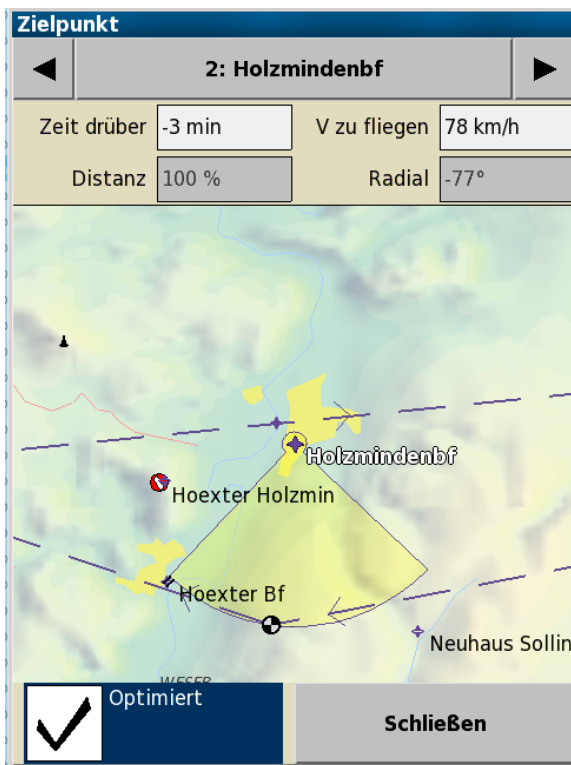 Zielpunkt
2: Holzmindenbf
Zeit drüber -3 min V zu fliegen 78 km/h
Distanz 100 % Radial -77°
Holzmindenbf
Hoexter Holzmin
Hoexter Bf
Neuhaus Sollin
WESER
Optimiert
Schließen